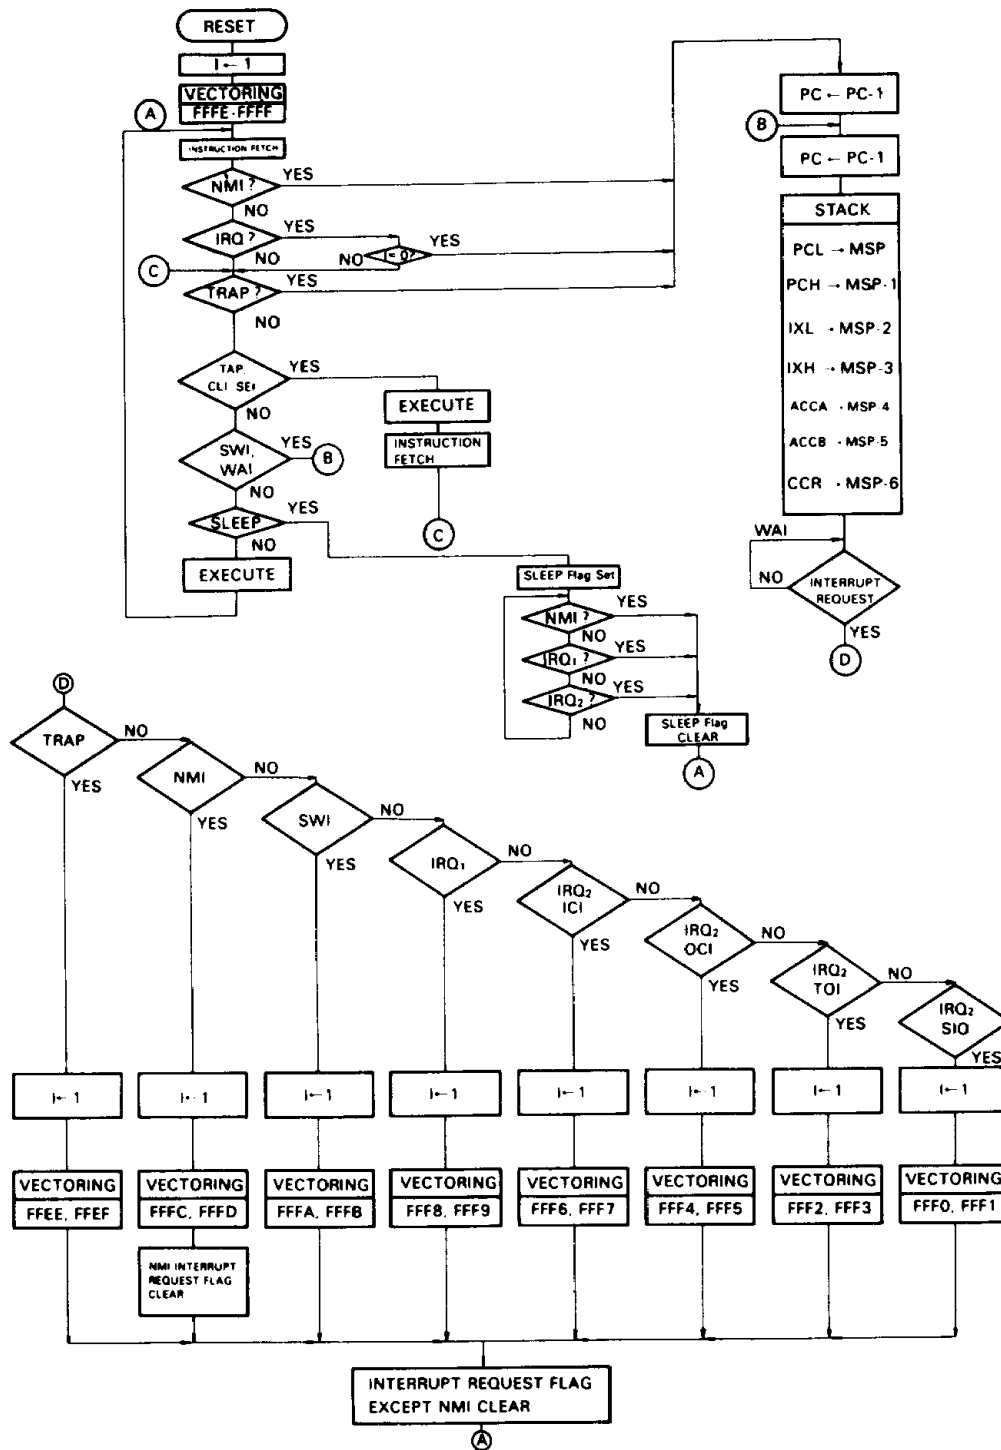 RESET
I ← 1
VECTORING
FFFE - FFFF
A
INSTRUCTION FETCH
NMI ?
YES
NO
IRQ ?
YES
NO
I = 0?
YES
NO
C
TRAP ?
YES
NO
TAP,
CLI SEI
YES
NO
EXECUTE
INSTRUCTION
FETCH
C
SWI,
WAI
YES
B
NO
SLEEP
YES
NO
EXECUTE
PC ← PC-1
B
PC ← PC-1
STACK
PCL → MSP
PCH → MSP-1
IXL → MSP-2
IXH → MSP-3
ACCA → MSP-4
ACCB → MSP-5
CCR → MSP-6
WAI
INTERRUPT
REQUEST
NO
YES
D
SLEEP Flag Set
NMI ?
YES
NO
IRQ₁ ?
YES
NO
IRQ₂ ?
YES
NO
SLEEP Flag
CLEAR
A
D
TRAP
NO
YES
NMI
NO
YES
SWI
NO
YES
IRQ₁
NO
YES
IRQ₂
ICI
NO
YES
IRQ₂
OCI
NO
YES
IRQ₂
TOI
NO
YES
IRQ₂
SIO
YES
I ← 1
I ← 1
I ← 1
I ← 1
I ← 1
I ← 1
I ← 1
I ← 1
VECTORING
FFEE, FFEF
VECTORING
FFFC, FFFD
VECTORING
FFFA, FFFB
VECTORING
FFF8, FFF9
VECTORING
FFF6, FFF7
VECTORING
FFF4, FFF5
VECTORING
FFF2, FFF3
VECTORING
FFF0, FFF1
NMI INTERRUPT
REQUEST FLAG
CLEAR
INTERRUPT REQUEST FLAG
EXCEPT NMI CLEAR
A